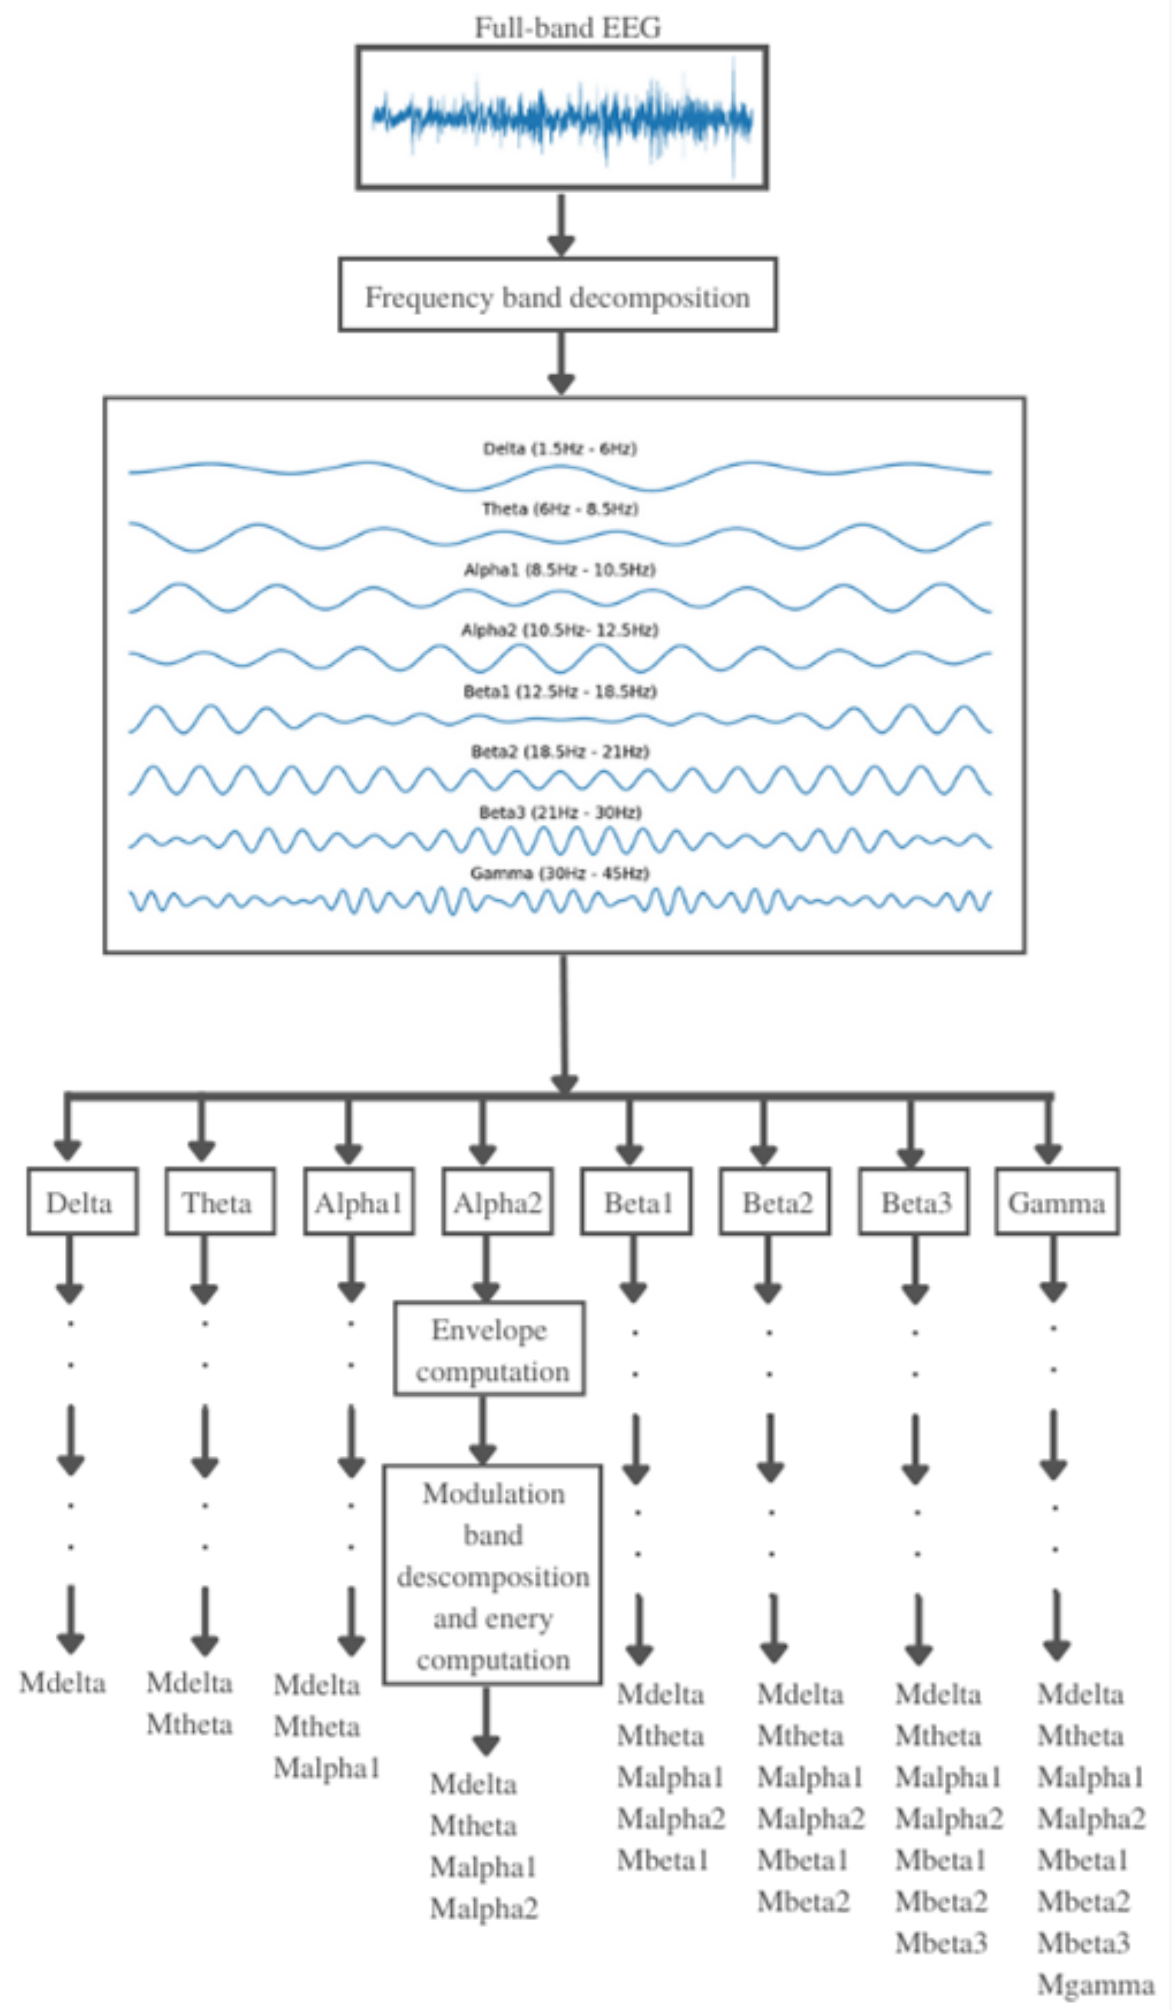 Full-band EEG
Frequency band decomposition
Delta (1.5Hz - 6Hz)
Theta (6Hz - 8.5Hz)
Alpha1 (8.5Hz - 10.5Hz)
Alpha2 (10.5Hz- 12.5Hz)
Beta1 (12.5Hz - 18.5Hz)
Beta2 (18.5Hz - 21Hz)
Beta3 (21Hz - 30Hz)
Gamma (30Hz - 45Hz)
Delta
Theta
Alpha1
Alpha2
Beta1
Beta2
Beta3
Gamma
Envelope
computation
Modulation
band
descomposition
and enery
computation
Mdelta
Mdelta
Mtheta
Mdelta
Mtheta
Malpha1
Mdelta
Mtheta
Malpha1
Malpha2
Mdelta
Mtheta
Malpha1
Malpha2
Mbeta1
Mdelta
Mtheta
Malpha1
Malpha2
Mbeta1
Mbeta2
Mdelta
Mtheta
Malpha1
Malpha2
Mbeta1
Mbeta2
Mbeta3
Mdelta
Mtheta
Malpha1
Malpha2
Mbeta1
Mbeta2
Mbeta3
Mgamma